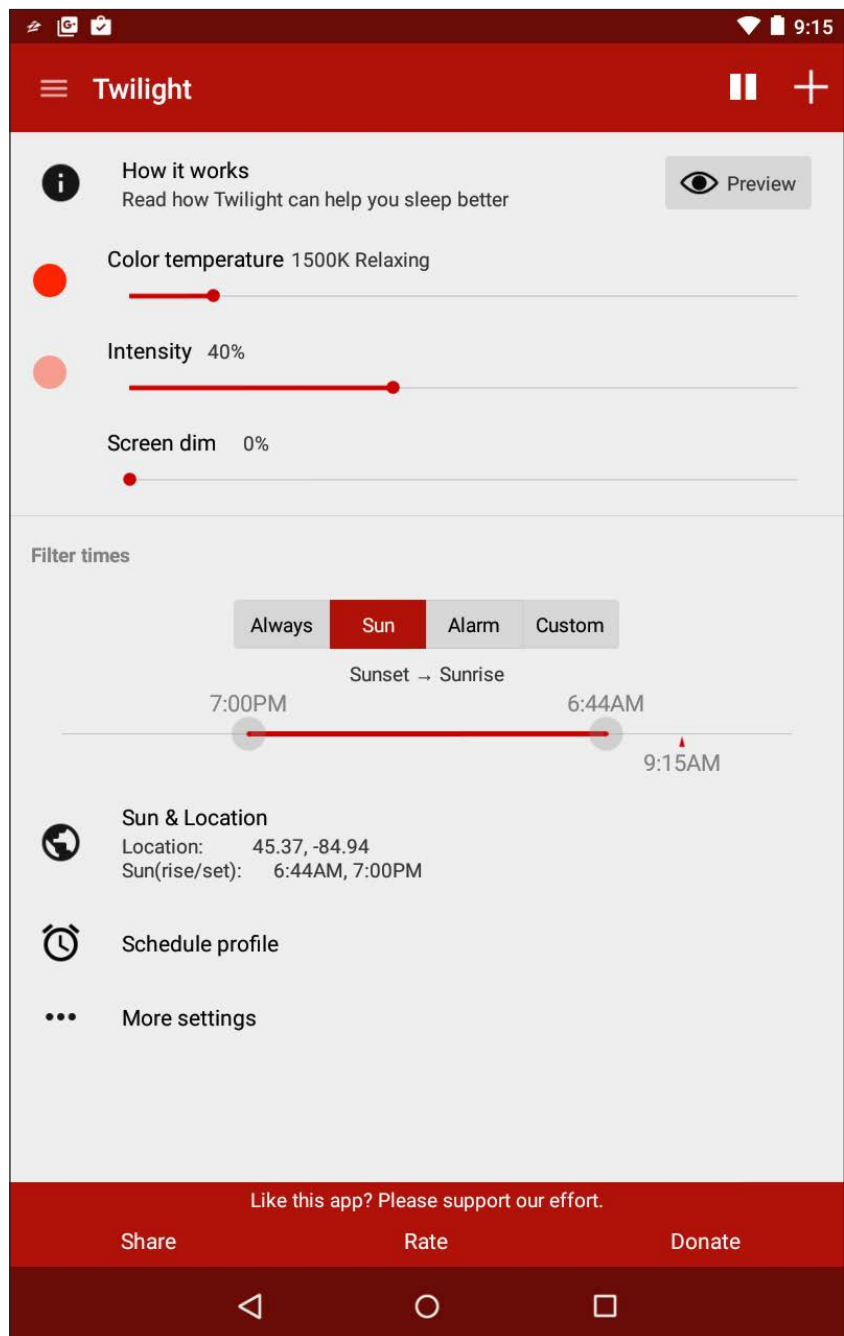 9:15
Twilight
How it works
Read how Twilight can help you sleep better
Preview
Color temperature 1500K Relaxing
Intensity 40%
Screen dim 0%
Filter times
Always Sun Alarm Custom
Sunset → Sunrise
7:00PM 6:44AM
9:15AM
Sun & Location
Location: 45.37, -84.94
Sun(rise/set): 6:44AM, 7:00PM
Schedule profile
More settings
Like this app? Please support our effort.
Share Rate Donate